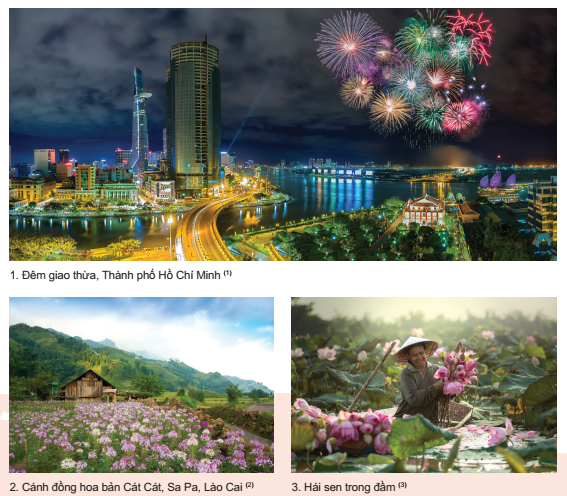 1. Đêm giao thừa, Thành phố Hồ Chí Minh (1)
2. Cánh đồng hoa bản Cát Cát, Sa Pa, Lào Cai (2)
3. Hái sen trong đầm (3)